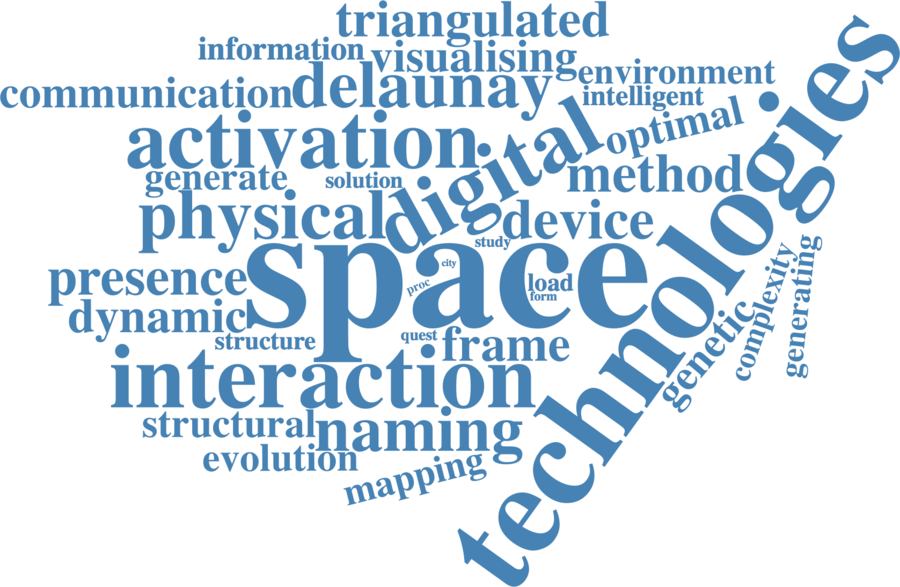 triangulated
information
visualising
environment
communication
delaunay
intelligent
optimal
activation
digital
technologies
generate
solution
method
physical
device
study
space
city
proc
load
form
presence
dynamic
structure
quest
frame
genetic
complexity
generating
interaction
structural
naming
evolution
mapping